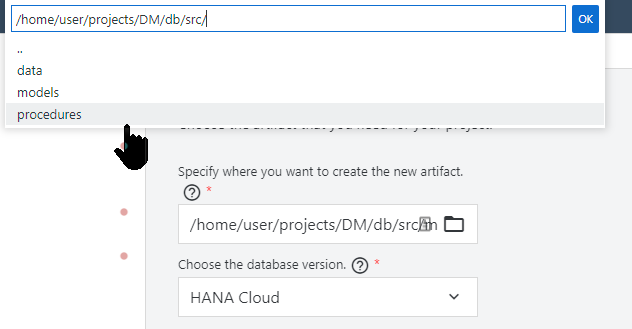 /home/user/projects/DM/db/src/
OK
..
data
models
procedures
Choose the artifact that you need for your project.
Specify where you want to create the new artifact.
? *
/home/user/projects/DM/db/src/m
Choose the database version. ? *
HANA Cloud